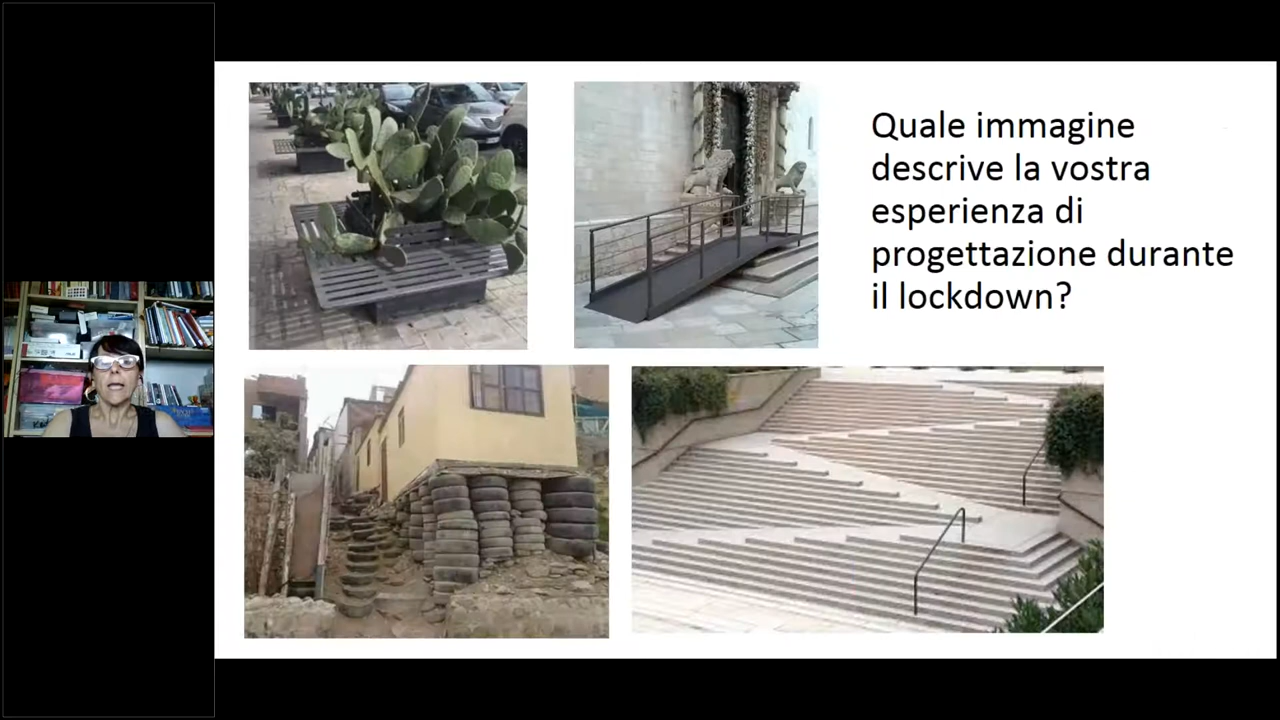 Quale immagine
descrive la vostra
esperienza di
progettazione durante
il lockdown?